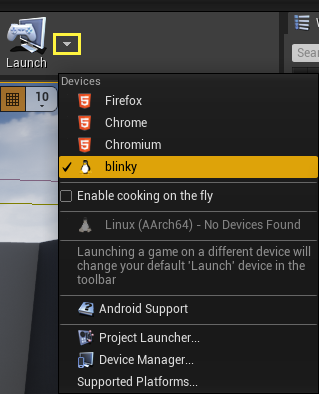 Launch
W
Sear
10
Devices
Firefox
Chrome
Chromium
blinky
Enable cooking on the fly
Linux (AArch64) - No Devices Found
Launching a game on a different device will
change your default 'Launch' device in the
toolbar
Android Support
Project Launcher...
Device Manager...
Supported Platforms...